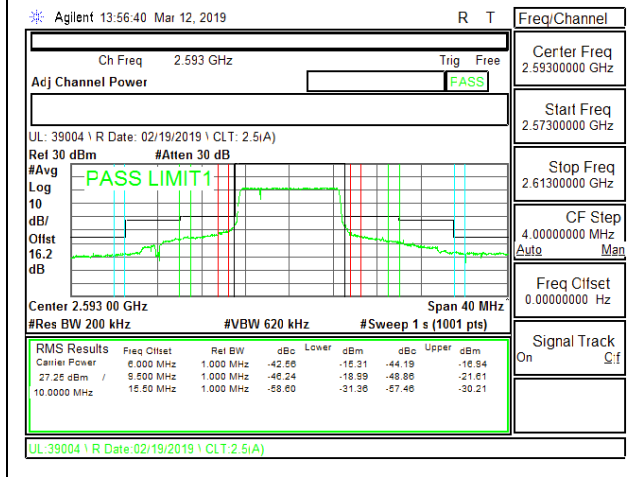 Agilent 13:56:40 Mar 12, 2019 R T
Freq/Channel
Ch Freq 2.593 GHz Trig Free
Adj Channel Power PASS
Center Freq
2.59300000 GHz
Start Freq
2.57300000 GHz
UL: 39004 \ R Date: 02/19/2019 \ CLT: 2.5(A)
Ref 30 dBm #Atten 30 dB
#Avg
Log
10
dB/
Offst
16.2
dB
PASS LIMIT1
Stop Freq
2.61300000 GHz
CF Step
4.00000000 MHz
Auto Man
Center 2.593 00 GHz Span 40 MHz
#Res BW 200 kHz #VBW 620 kHz #Sweep 1 s (1001 pts)
Freq Offset
0.00000000 Hz
Signal Track
On Off
RMS Results Freq Offset Ref BW dBc Lower dBm dBc Upper dBm
Carrier Power 6.000 MHz 1.000 MHz -42.56 -15.31 -44.19 -16.94
27.25 dBm / 9.500 MHz 1.000 MHz -46.24 -18.99 -48.86 -21.61
10.0000 MHz 15.50 MHz 1.000 MHz -58.60 -31.36 -57.46 -30.21
UL:39004 \ R Date:02/19/2019 \ CLT:2.5(A)